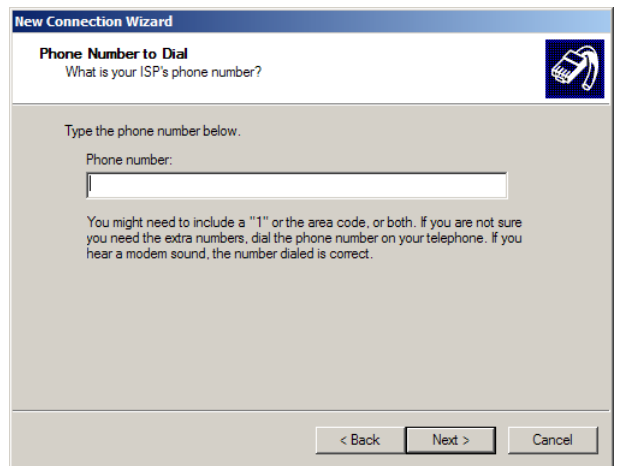 New Connection Wizard
Phone Number to Dial
What is your ISP's phone number?
Type the phone number below.
Phone number:
You might need to include a "1" or the area code, or both. If you are not sure
you need the extra numbers, dial the phone number on your telephone. If you
hear a modem sound, the number dialed is correct.
< Back Next > Cancel